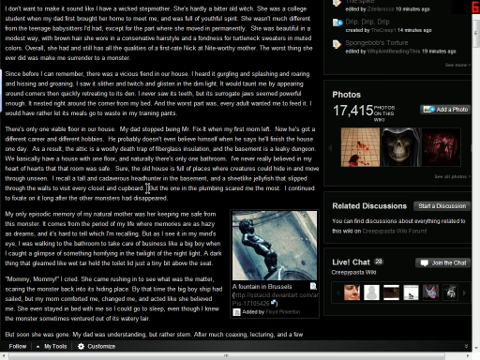 I don't want to make it sound like I have a wicked stepmother. She's hardly a bitter old witch. She was a college
student when my dad first brought her home to meet me, and was full of youthful spirit. She wasn't much different
from the teenage babysitters I'd had, except for the part where she moved in permanently. She was beautiful in a
modest way, with brown hair she wore in a conservative hairstyle and a fondness for turtleneck sweaters in muted
colors. Overall, she had and still has all the qualities of a first-rate Nick at Nite-worthy mother. The worst thing she
ever did was make me surrender to a monster.
Since before I can remember, there was a vicious fiend in our house. I heard it gurgling and splashing and roaring
and hissing and groaning. I saw it slither and twitch and glisten in the dim light. It would taunt me by appearing
around corners then quickly retreating to its den. I never saw its teeth, but its surrogate jaws seemed powerful
enough. It nested right around the corner from my bed. And the worst part was, every adult wanted me to feed it. I
would have rather let its meals go to waste in my training pants.
There's only one viable floor in our house. My dad stopped being Mr. Fix-it when my first mom left. Now he's got a
different career and different hobbies. He probably doesn't even believe himself when he says he'll finish the house
one day. As a result, the attic is a woolly death trap of fiberglass insulation, and the basement is a leaky dungeon.
We basically have a house with one floor, and naturally there's only one bathroom. I've never really believed in my
heart of hearts that that room was safe. Sure, the old house is full of places where creatures could hide in and move
through unseen. I recall a tall and cadaverous headhunter in the basement, and a sheetlike jellyfish that slipped
through the walls to visit every closet and cupboard. But the one in the plumbing scared me the most. I continued
to fixate on it long after the other monsters had disappeared.
My only episodic memory of my natural mother was her keeping me safe from
this monster. It comes from the period of my life where memories are as hazy
as dreams, and it's hard to tell which I'm recalling. But as I see it in my mind's
eye, I was walking to the bathroom to take care of business like a big boy when
I caught a glimpse of something horrifying in the twilight of the night light. A dark
thing that gleamed like wet tar held the toilet lid just a tiny bit above the seat.
"Mommy, Mommy!" I cried. She came rushing in to see what was the matter,
scaring the monster back into its hiding place. By that time the big boy ship had
sailed, but my mom comforted me, changed me, and acted like she believed
me. She even stayed in bed with me so I could go to sleep, even though I knew
the monster sometimes ventured out of its watery lair.
But soon she was gone. My dad was understanding, but rather stern. After much coaxing, lecturing, and a few
A fountain in Brussels
Added by Floyd Pinkerton
edited by Zdelensca 10 minutes ago
Drip, Drip, Drip
created by TheCreep1 14 minutes ago
Spongebob's Torture
edited by WhyAmIReadingThis 19 minutes ago
See more >
Photos
17,415 PHOTOS ON THIS WIKI
Add a Photo
See all photos >
Related Discussions
Start a Discussion
You can find discussions about everything related to
this wiki on Creepypasta Wiki Forum!
Live! Chat 28
Join the Chat
Creepypasta Wiki
Follow
My Tools
Customize